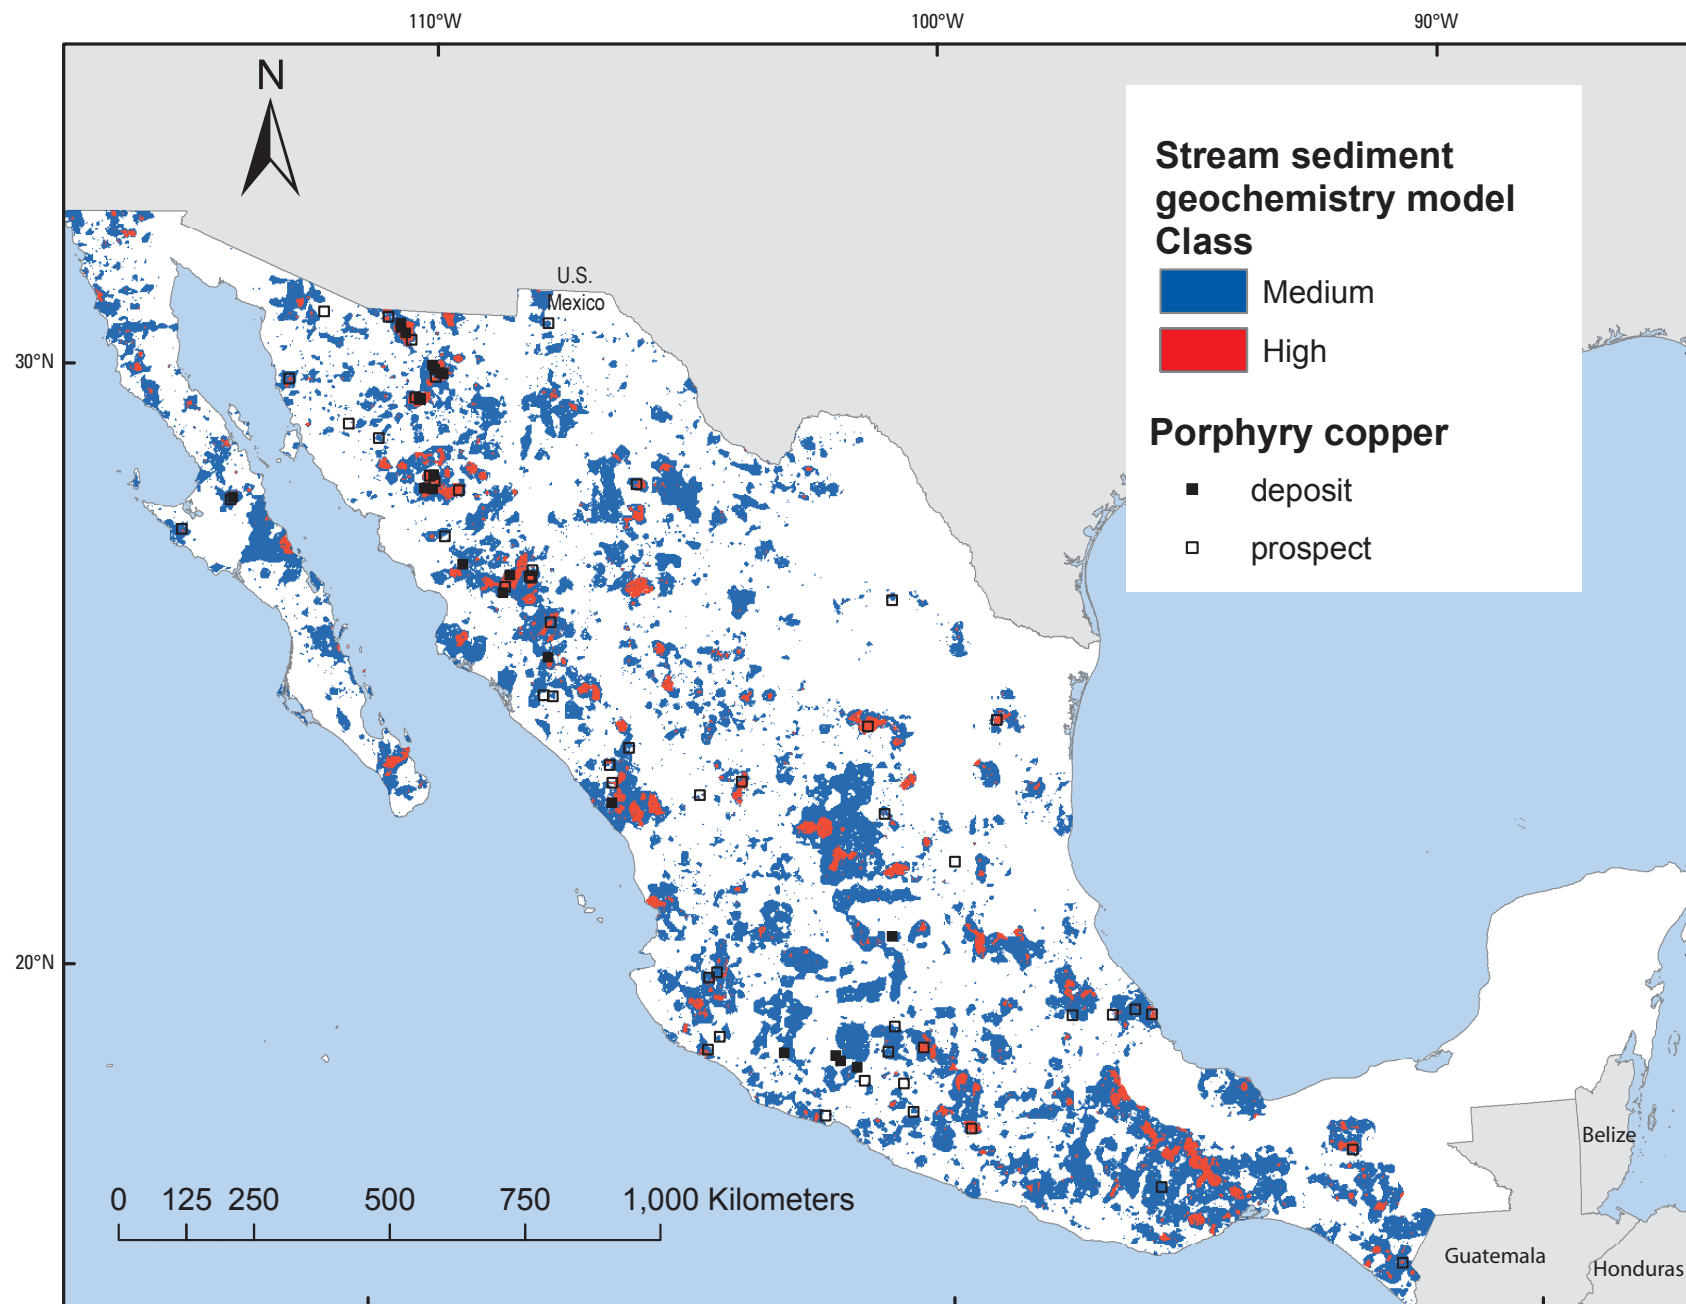 110°W
100°W
90°W
N
Stream sediment
geochemistry model
Class
Medium
High
U.S.
Mexico
30°N
Porphyry copper
deposit
prospect
20°N
Belize
0
125
250
500
750
1,000 Kilometers
Guatemala
Honduras